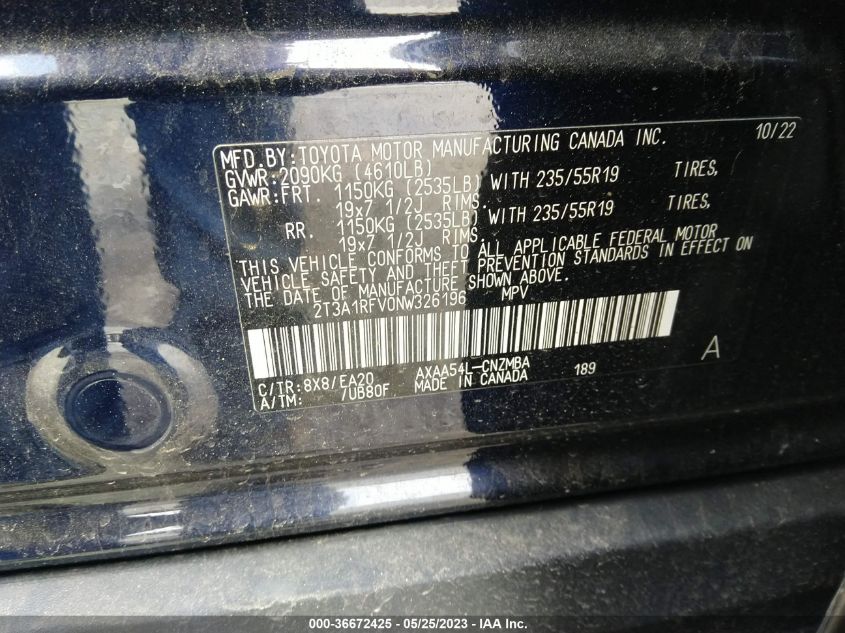 10/22
MFD.BY:TOYOTA MOTOR MANUFACTURING CANADA INC.
GVWR:2090KG (4610LB)
GAWR:FRT. 1150KG (2535LB) WITH 235/55R19 TIRES,
19x7 1/2J RIMS.
RR. 1150KG (2535LB) WITH 235/55R19 TIRES,
19x7 1/2J RIMS.
THIS VEHICLE CONFORMS TO ALL APPLICABLE FEDERAL MOTOR
VEHICLE SAFETY AND THEFT PREVENTION STANDARDS IN EFFECT ON
THE DATE OF MANUFACTURE SHOWN ABOVE.
2T3A1RFV0NW326196 MPV
A
C/TR:8X8/EA20 AXAA54L-CNZMBA 189
A/TM: /UB80F MADE IN CANADA
000-36672425 - 05/25/2023 - IAA Inc.